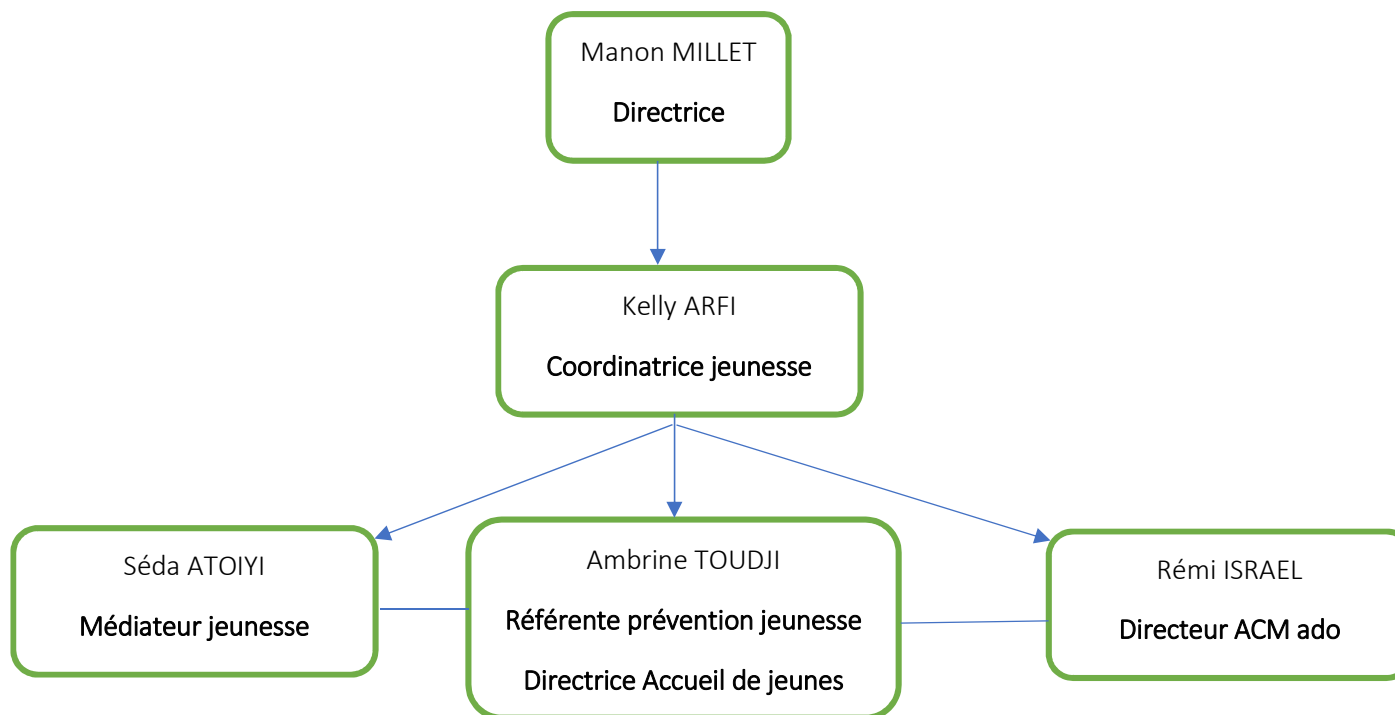 Manon MILLET
Directrice
Kelly ARFI
Coordinatrice jeunesse
Séda ATOIYI
Médiateur jeunesse
Ambrine TOUDJI
Référente prévention jeunesse
Directrice Accueil de jeunes
Rémi ISRAEL
Directeur ACM ado